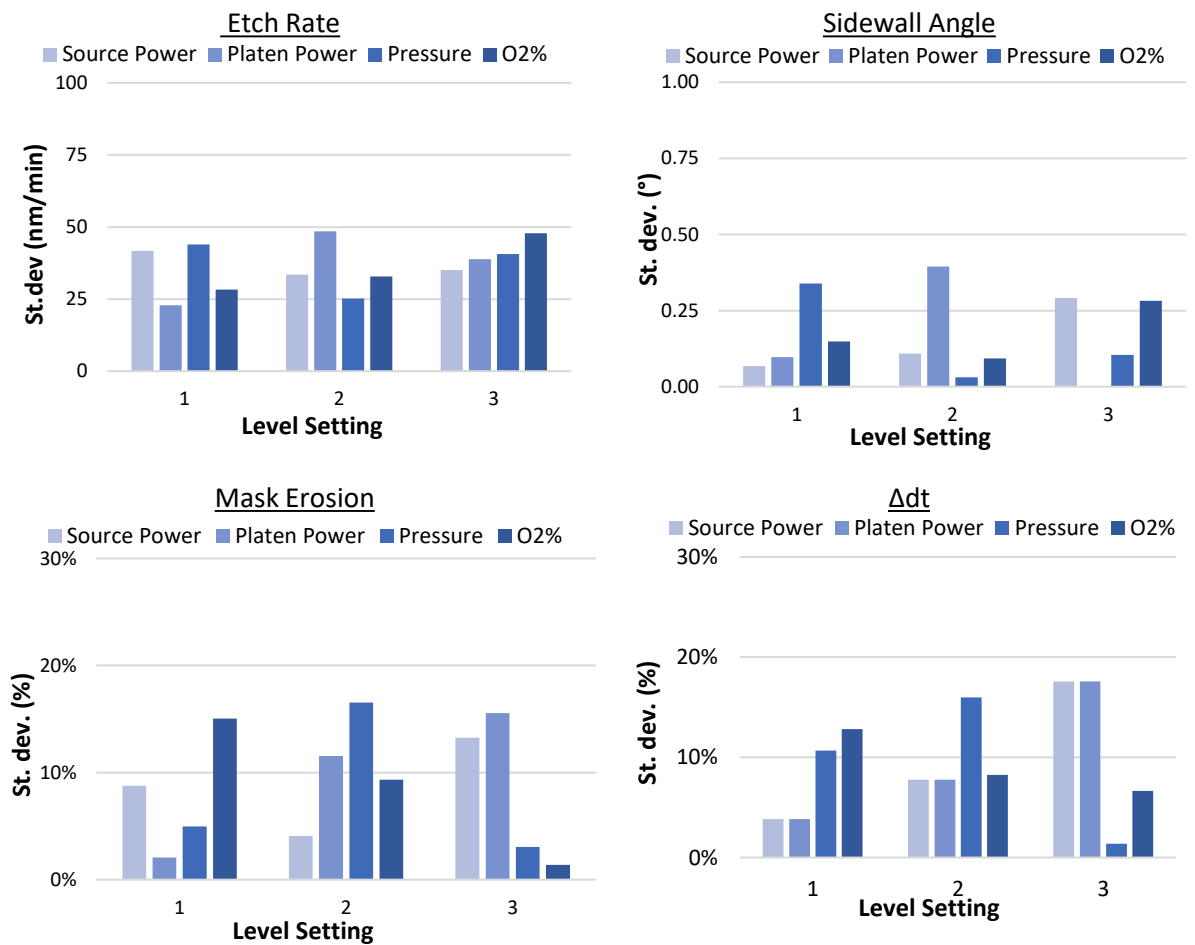 Etch Rate
Source Power Platen Power Pressure O2%
100
75
50
25
0
St.dev (nm/min)
1 2 3
Level Setting
Sidewall Angle
Source Power Platen Power Pressure O2%
1.00
0.75
0.50
0.25
0.00
St. dev. (°)
1 2 3
Level Setting
Mask Erosion
Source Power Platen Power Pressure O2%
30%
20%
10%
0%
St. dev. (%)
1 2 3
Level Setting
Δdt
Source Power Platen Power Pressure O2%
30%
20%
10%
0%
St. dev. (%)
1 2 3
Level Setting